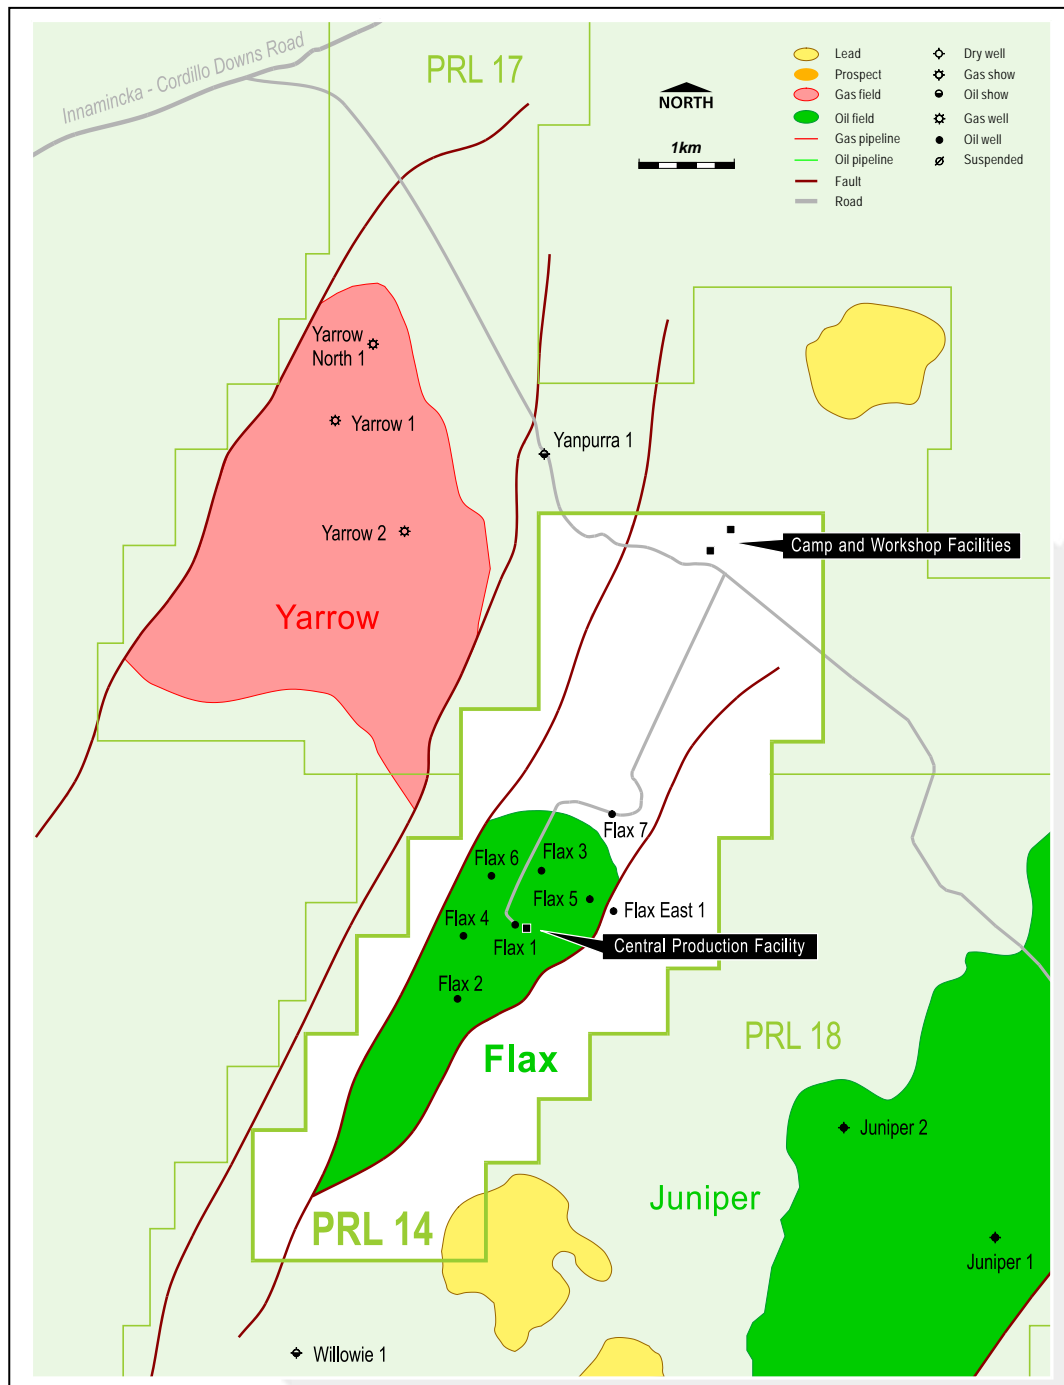 Innamincka - Cordillo Downs Road
PRL 17
NORTH
1km
Lead
Prospect
Gas field
Oil field
Gas pipeline
Oil pipeline
Fault
Road
Dry well
Gas show
Oil show
Gas well
Oil well
Suspended
Yarrow
North 1
Yarrow 1
Yanpurra 1
Yarrow 2
Camp and Workshop Facilities
Yarrow
Flax 7
Flax 3
Flax 6
Flax 5
Flax East 1
Flax 4
Flax 1
Central Production Facility
Flax 2
PRL 18
Flax
Juniper 2
Juniper
PRL 14
Juniper 1
Willowie 1